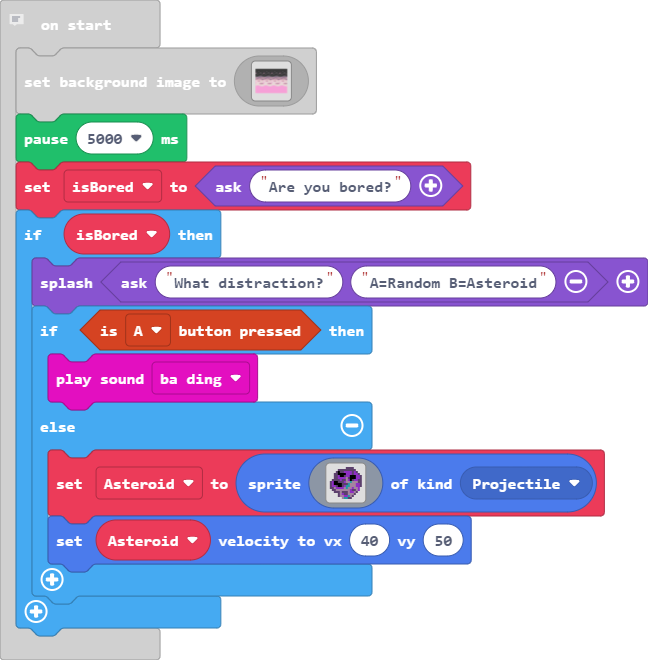 on start
set background image to
pause 5000 ms
set isBored to ask "Are you bored?"
if isBored then
splash ask "What distraction?" "A=Random B=Asteroid"
if is A button pressed then
play sound ba ding
else
set Asteroid to sprite of kind Projectile
set Asteroid velocity to vx 40 vy 50